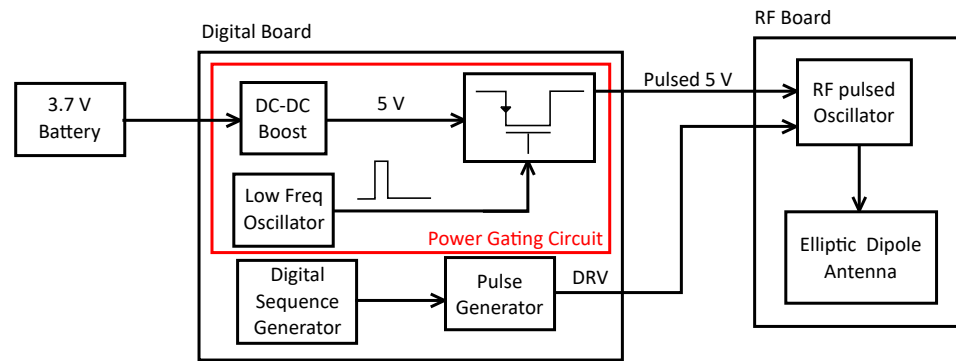 Digital Board
RF Board
3.7 V
Battery
DC-DC
Boost
5 V
Pulsed 5 V
RF pulsed
Oscillator
Low Freq
Oscillator
Power Gating Circuit
Digital
Sequence
Generator
Pulse
Generator
DRV
Elliptic Dipole
Antenna